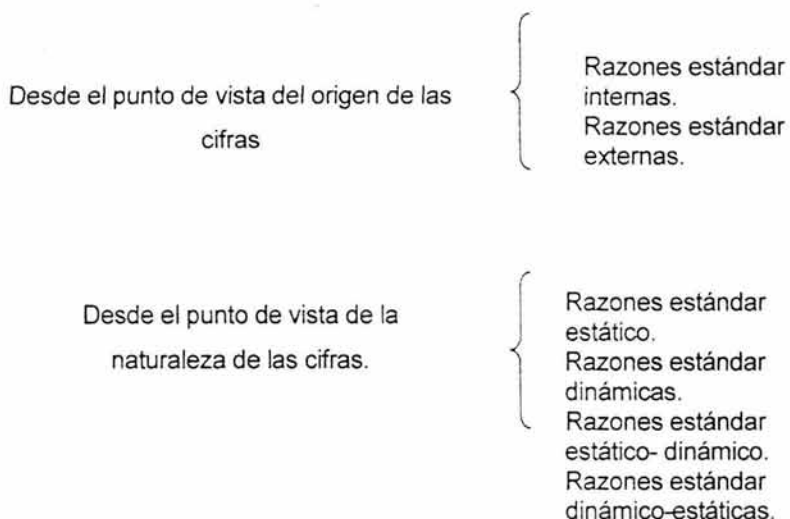 Desde el punto de vista del origen de las
cifras
Razones estándar
internas.
Razones estándar
externas.
Desde el punto de vista de la
naturaleza de las cifras.
Razones estándar
estático.
Razones estándar
dinámicas.
Razones estándar
estático- dinámico.
Razones estándar
dinámico-estáticas.